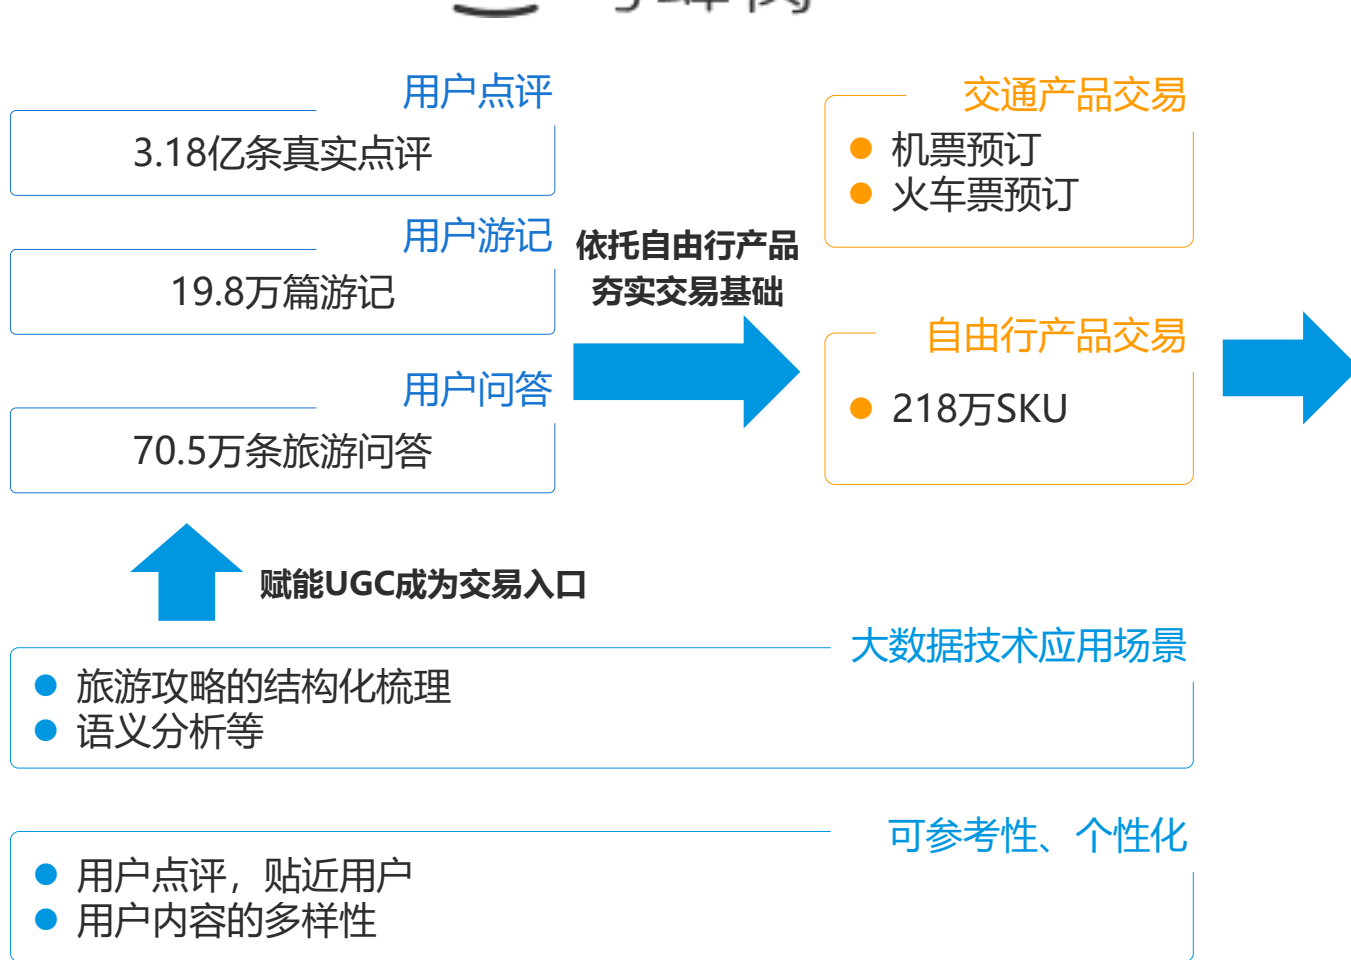 用户点评
3.18亿条真实点评
用户游记
19.8万篇游记
用户问答
70.5万条旅游问答
依托自由行产品
夯实交易基础
交通产品交易
机票预订
火车票预订
自由行产品交易
218万SKU
赋能UGC成为交易入口
大数据技术应用场景
旅游攻略的结构化梳理
语义分析等
可参考性、个性化
用户点评，贴近用户
用户内容的多样性